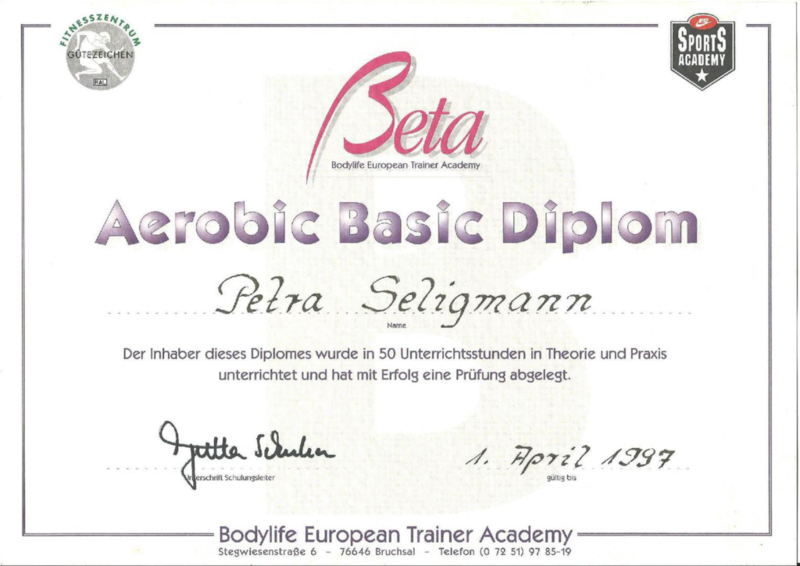 FITNESSZENTRUM
GÜTEZEICHEN
RAL
SPORTS
ACADEMY
Beta
Bodylife European Trainer Academy
Aerobic Basic Diplom
Petra Seligmann
Name
Der Inhaber dieses Diplomes wurde in 50 Unterrichtsstunden in Theorie und Praxis
unterrichtet und hat mit Erfolg eine Prüfung abgelegt.
Jutta Schuhn
1. April 1997
Unterschrift Schulungsleiter
gültig bis
Bodylife European Trainer Academy
Stegwiesenstraße 6 - 76646 Bruchsal - Telefon (0 72 51) 97 85-19